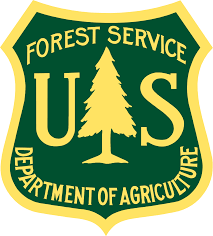 FOREST SERVICE
U S
DEPARTMENT OF AGRICULTURE